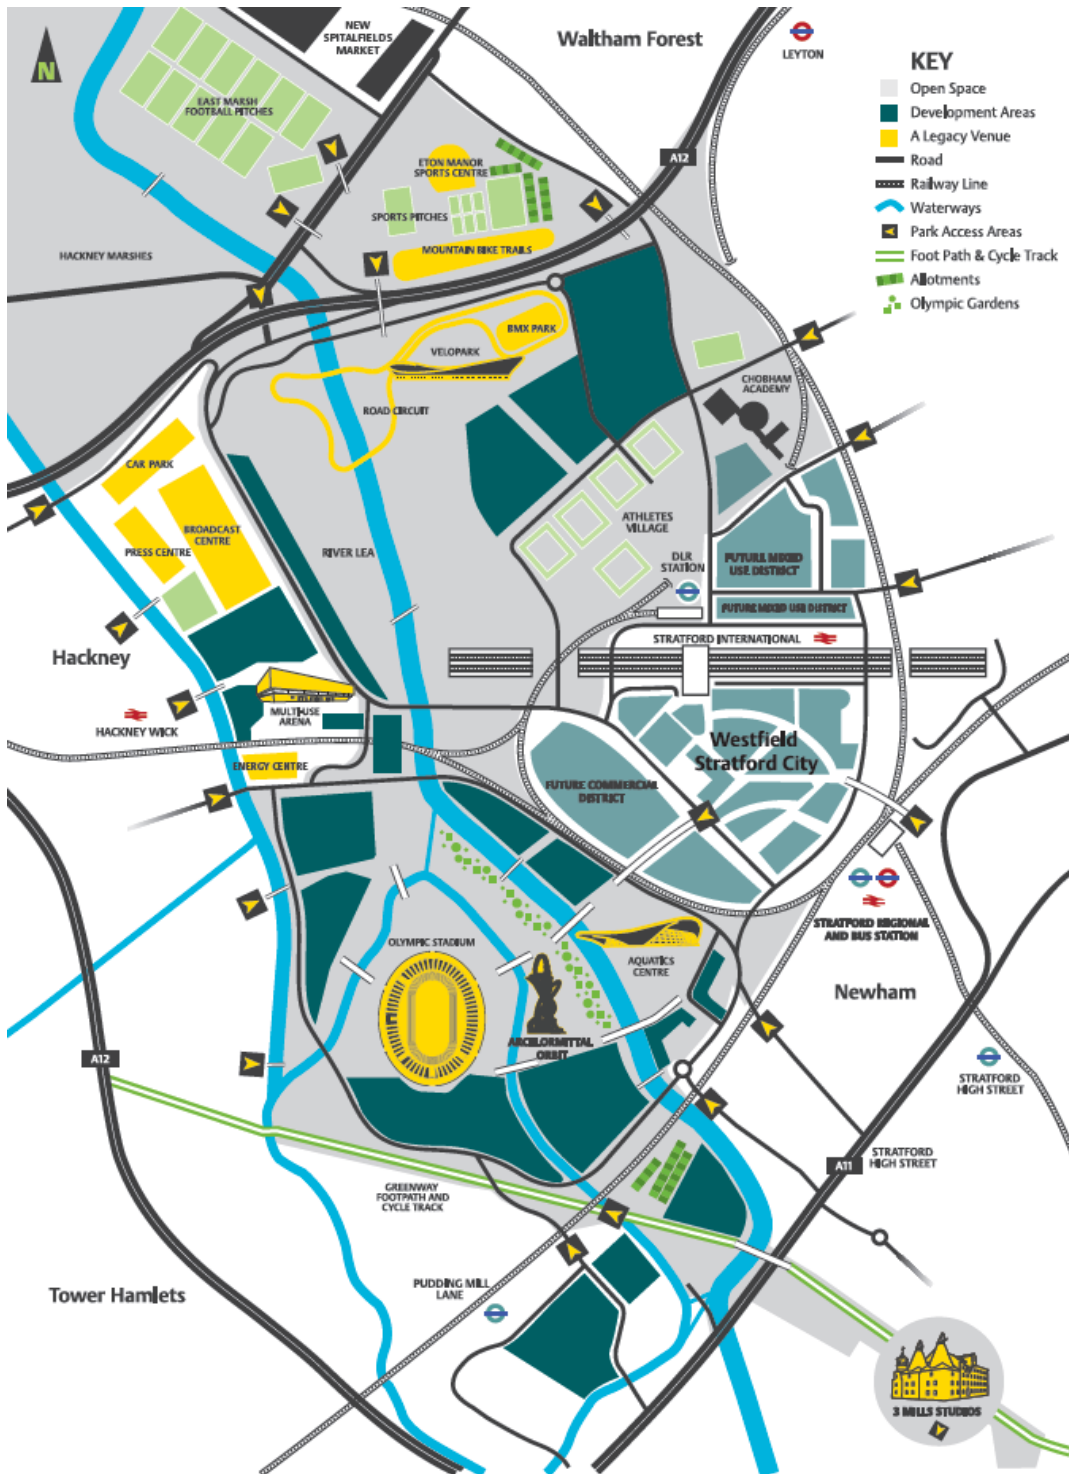 NEW
SPITALFIELDS
MARKET
Waltham Forest
LEYTON
N
KEY
Open Space
Development Areas
A Legacy Venue
Road
Railway Line
Waterways
Park Access Areas
Foot Path & Cycle Track
Allotments
Olympic Gardens
EAST MARSH
FOOTBALL PITCHES
ETON MANOR
SPORTS CENTRE
A12
SPORTS PITCHES
HACKNEY MARSHES
MOUNTAIN BIKE TRAILS
BMX PARK
VELOPARK
ROAD CIRCUIT
CHOBHAM
ACADEMY
CAR PARK
BROADCAST
CENTRE
PRESS CENTRE
RIVER LEA
ATHLETES
VILLAGE
DLR
STATION
FUTURE MIXED
USE DISTRICT
FUTURE MIXED USE DISTRICT
STRATFORD INTERNATIONAL
Hackney
HACKNEY WICK
MULTI-USE
ARENA
ENERGY CENTRE
Westfield
Stratford City
FUTURE COMMERCIAL
DISTRICT
STRATFORD REGIONAL
AND BUS STATION
OLYMPIC STADIUM
AQUATICS
CENTRE
ARCELORMITTAL
ORBIT
Newham
A12
STRATFORD
HIGH STREET
STRATFORD
HIGH STREET
A11
GREENWAY
FOOTPATH AND
CYCLE TRACK
PUDDING MILL
LANE
Tower Hamlets
3 MILLS STUDIOS